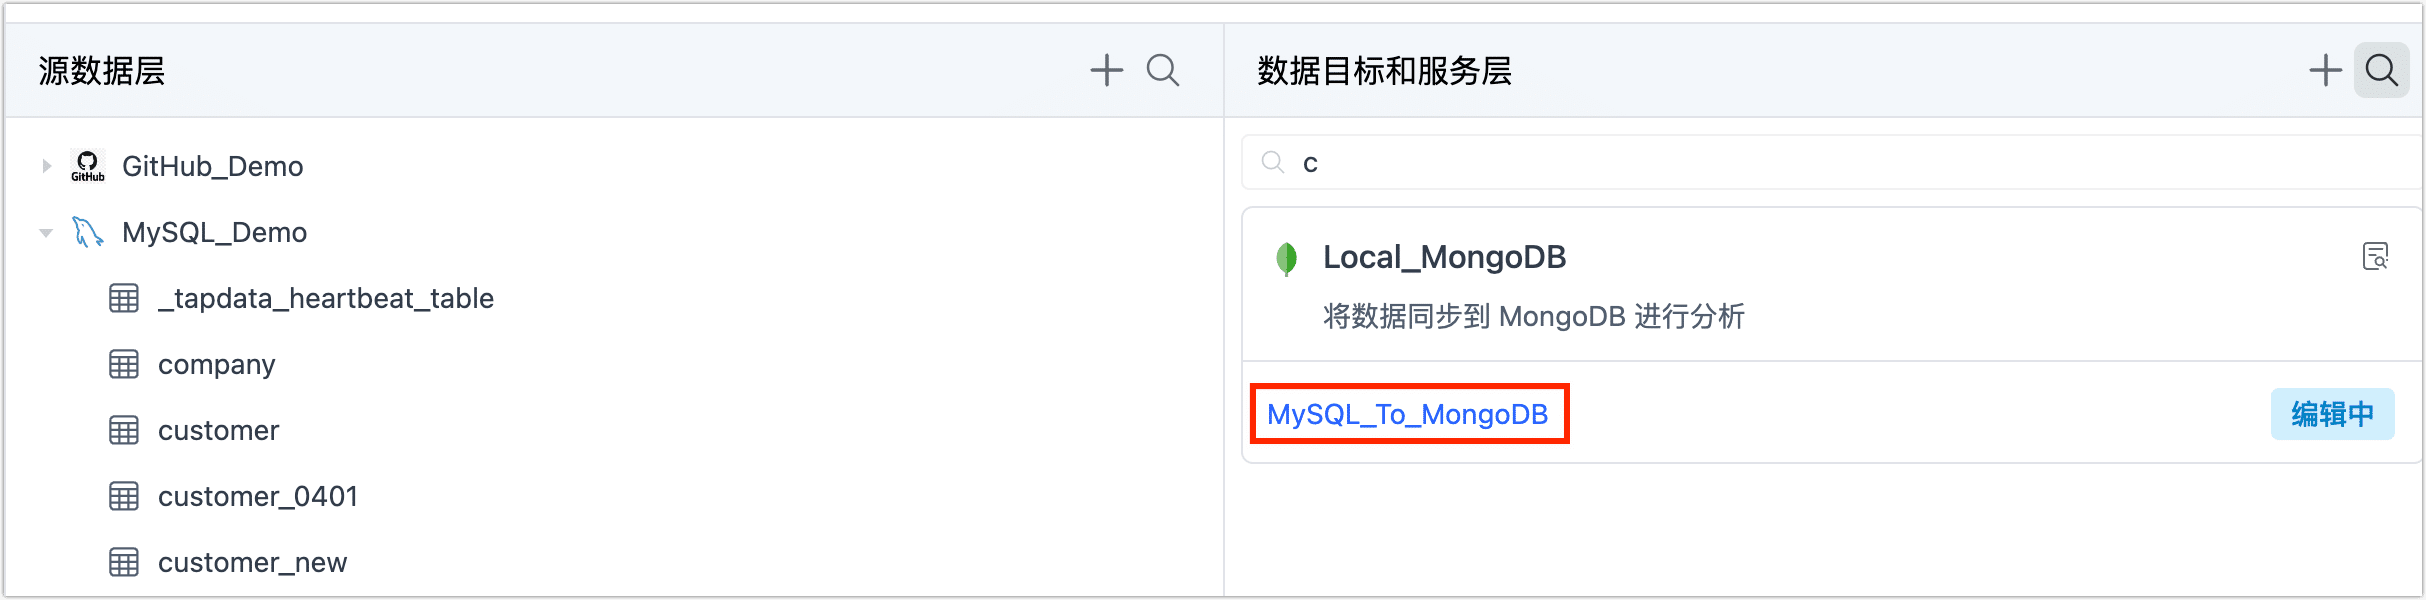 源数据层
GitHub
GitHub_Demo
MySQL_Demo
_tapdata_heartbeat_table
company
customer
customer_0401
customer_new
数据目标和服务层
c
Local_MongoDB
将数据同步到 MongoDB 进行分析
MySQL_To_MongoDB
编辑中